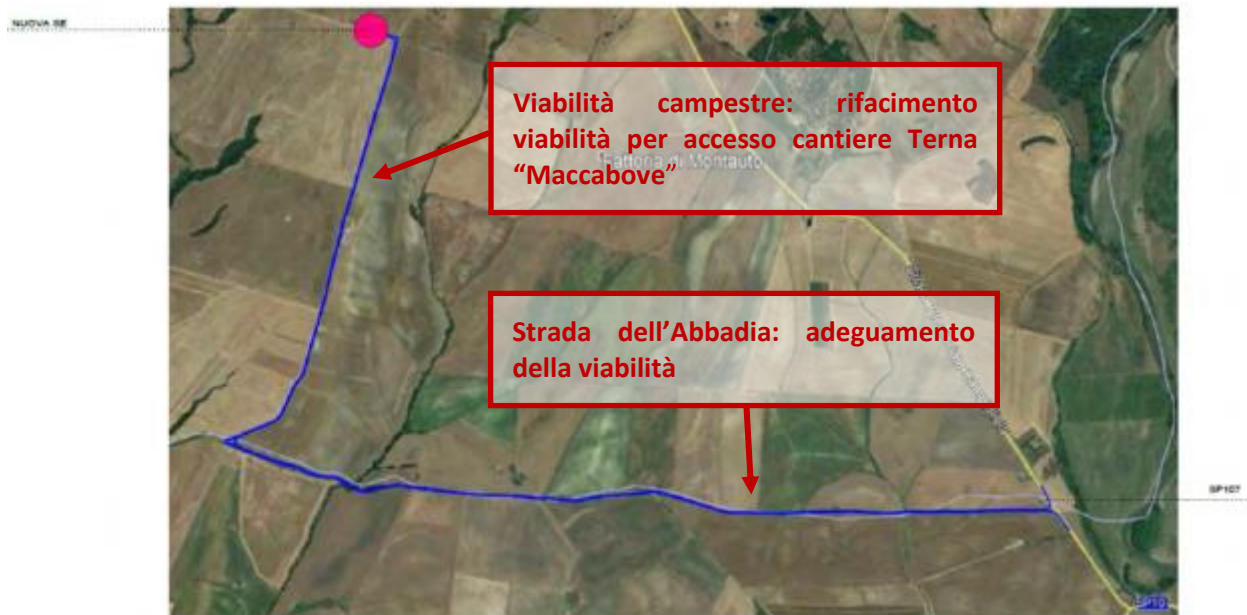 NUOVA SE
Viabilità campestre: rifacimento
viabilità per accesso cantiere Terna
“Maccabove”
Fattoria di Montauto
Strada dell’Abbadia: adeguamento
della viabilità
SP107